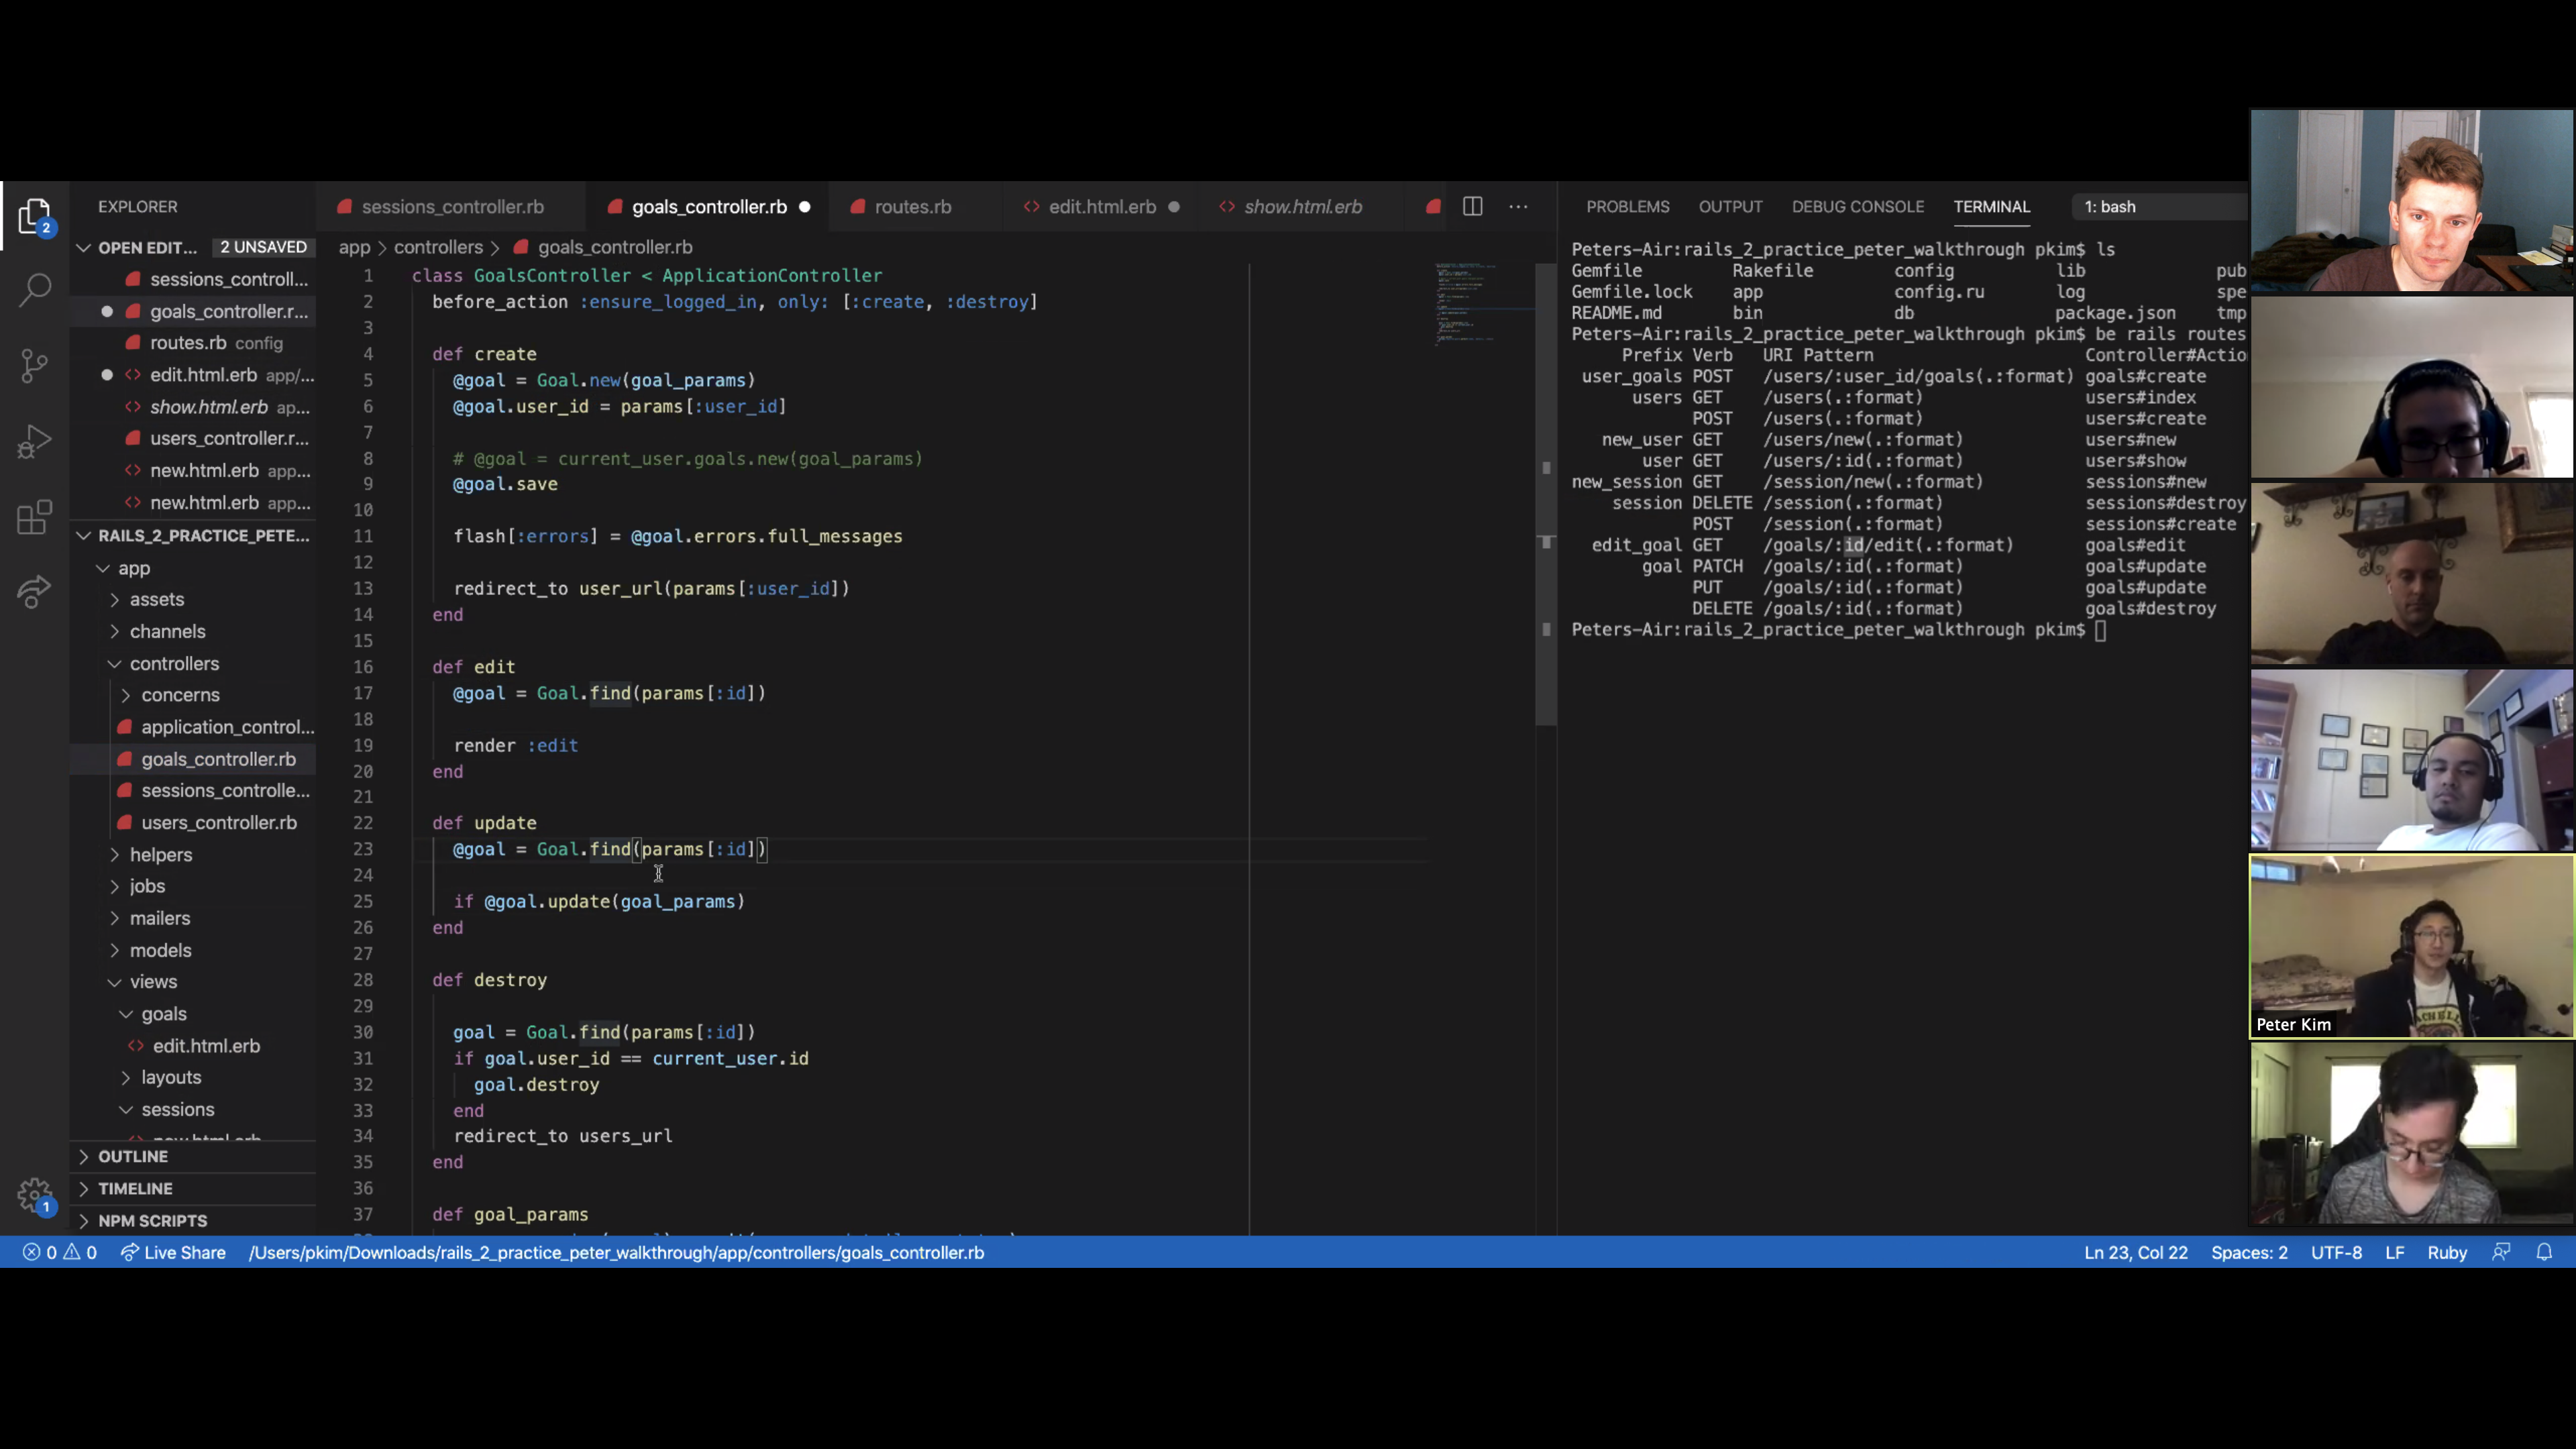 EXPLORER
OPEN EDIT... 2 UNSAVED
sessions_controll...
goals_controller.r...
routes.rb config
edit.html.erb app/...
show.html.erb ap...
users_controller.r...
new.html.erb app...
new.html.erb app...
RAILS_2_PRACTICE_PETE...
app
assets
channels
controllers
concerns
application_control...
goals_controller.rb
sessions_controlle...
users_controller.rb
helpers
jobs
mailers
models
views
goals
edit.html.erb
layouts
sessions
new.html.erb
OUTLINE
TIMELINE
NPM SCRIPTS
2
1
sessions_controller.rb goals_controller.rb routes.rb edit.html.erb show.html.erb ...
app > controllers > goals_controller.rb
1 class GoalsController < ApplicationController
2 before_action :ensure_logged_in, only: [:create, :destroy]
3
4 def create
5 @goal = Goal.new(goal_params)
6 @goal.user_id = params[:user_id]
7
8 # @goal = current_user.goals.new(goal_params)
9 @goal.save
10
11 flash[:errors] = @goal.errors.full_messages
12
13 redirect_to user_url(params[:user_id])
14 end
15
16 def edit
17 @goal = Goal.find(params[:id])
18
19 render :edit
20 end
21
22 def update
23 @goal = Goal.find(params[:id])
24
25 if @goal.update(goal_params)
26 end
27
28 def destroy
29
30 goal = Goal.find(params[:id])
31 if goal.user_id == current_user.id
32 goal.destroy
33 end
34 redirect_to users_url
35 end
36
37 def goal_params
PROBLEMS OUTPUT DEBUG CONSOLE TERMINAL 1: bash
Peters-Air:rails_2_practice_peter_walkthrough pkim$ ls
Gemfile Rakefile config lib pub
Gemfile.lock app config.ru log spe
README.md bin db package.json tmp
Peters-Air:rails_2_practice_peter_walkthrough pkim$ be rails routes
Prefix Verb URI Pattern Controller#Actio
user_goals POST /users/:user_id/goals(.:format) goals#create
users GET /users(.:format) users#index
POST /users(.:format) users#create
new_user GET /users/new(.:format) users#new
user GET /users/:id(.:format) users#show
new_session GET /session/new(.:format) sessions#new
session DELETE /session(.:format) sessions#destroy
POST /session(.:format) sessions#create
edit_goal GET /goals/:id/edit(.:format) goals#edit
goal PATCH /goals/:id(.:format) goals#update
PUT /goals/:id(.:format) goals#update
DELETE /goals/:id(.:format) goals#destroy
Peters-Air:rails_2_practice_peter_walkthrough pkim$
Peter Kim
0 0 Live Share /Users/pkim/Downloads/rails_2_practice_peter_walkthrough/app/controllers/goals_controller.rb Ln 23, Col 22 Spaces: 2 UTF-8 LF Ruby